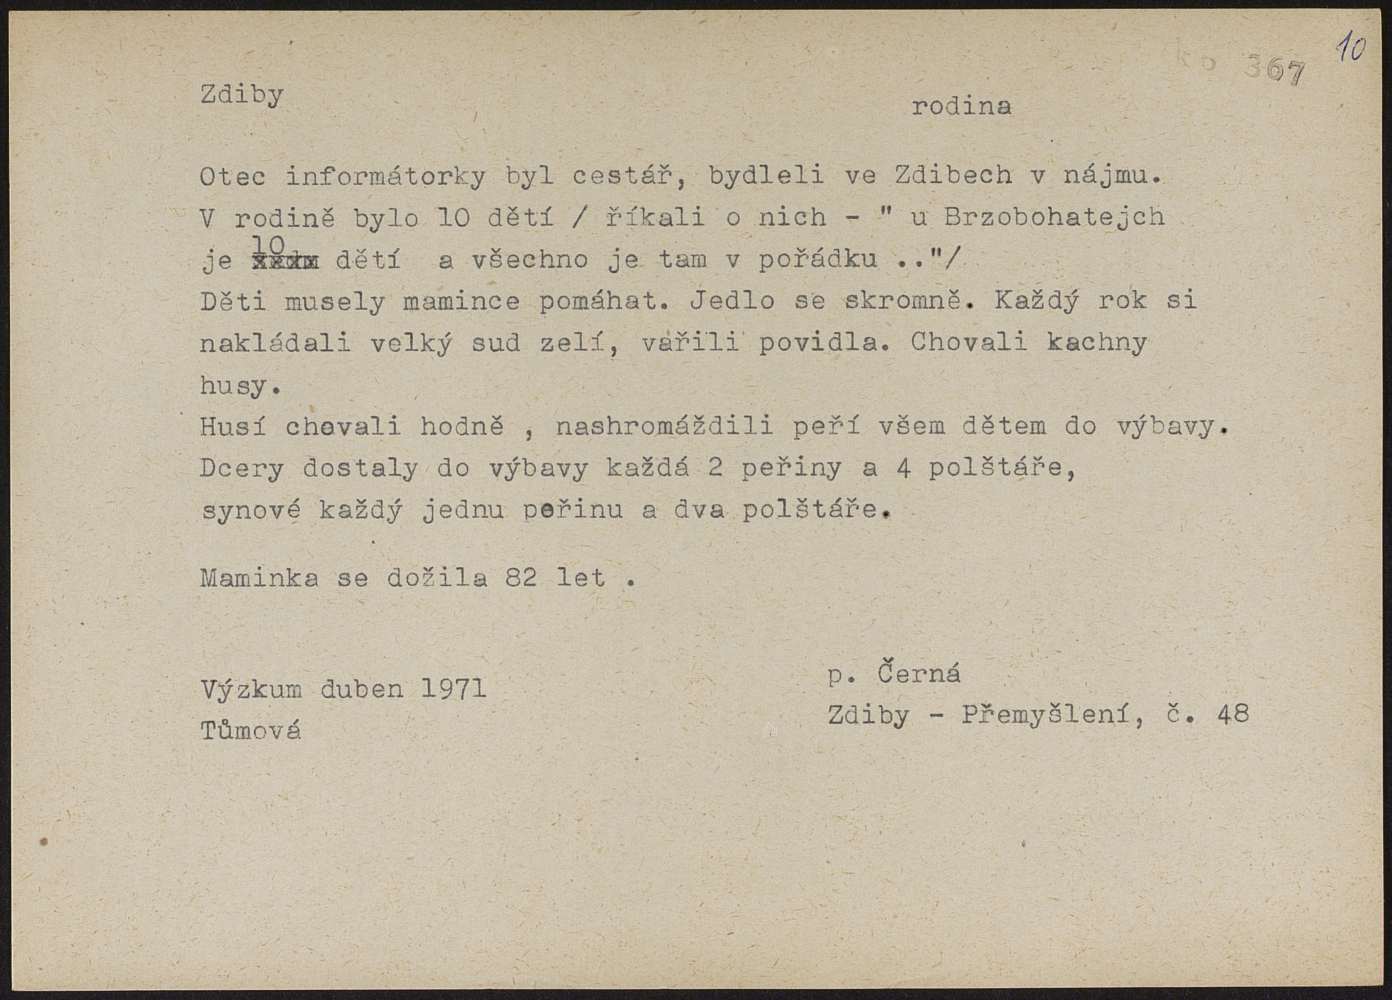 10
367
Zdiby
rodina
Otec informátorky byl cestář, bydleli ve Zdibech v nájmu.
V rodině bylo 10 dětí / říkali o nich - " u Brzobohatejch
je 10 dětí a všechno je tam v pořádku .."/
Děti musely mamince pomáhat. Jedlo se skromně. Každý rok si
nakládali velký sud zelí, vařili povidla. Chovali kachny
husy.
Husí chovali hodně , nashromáždili peří všem dětem do výbavy.
Dcery dostaly do výbavy každá 2 peřiny a 4 polštáře,
synové každý jednu peřinu a dva polštáře.
Maminka se dožila 82 let .
Výzkum duben 1971
Tůmová
p. Černá
Zdiby - Přemyšlení, č. 48